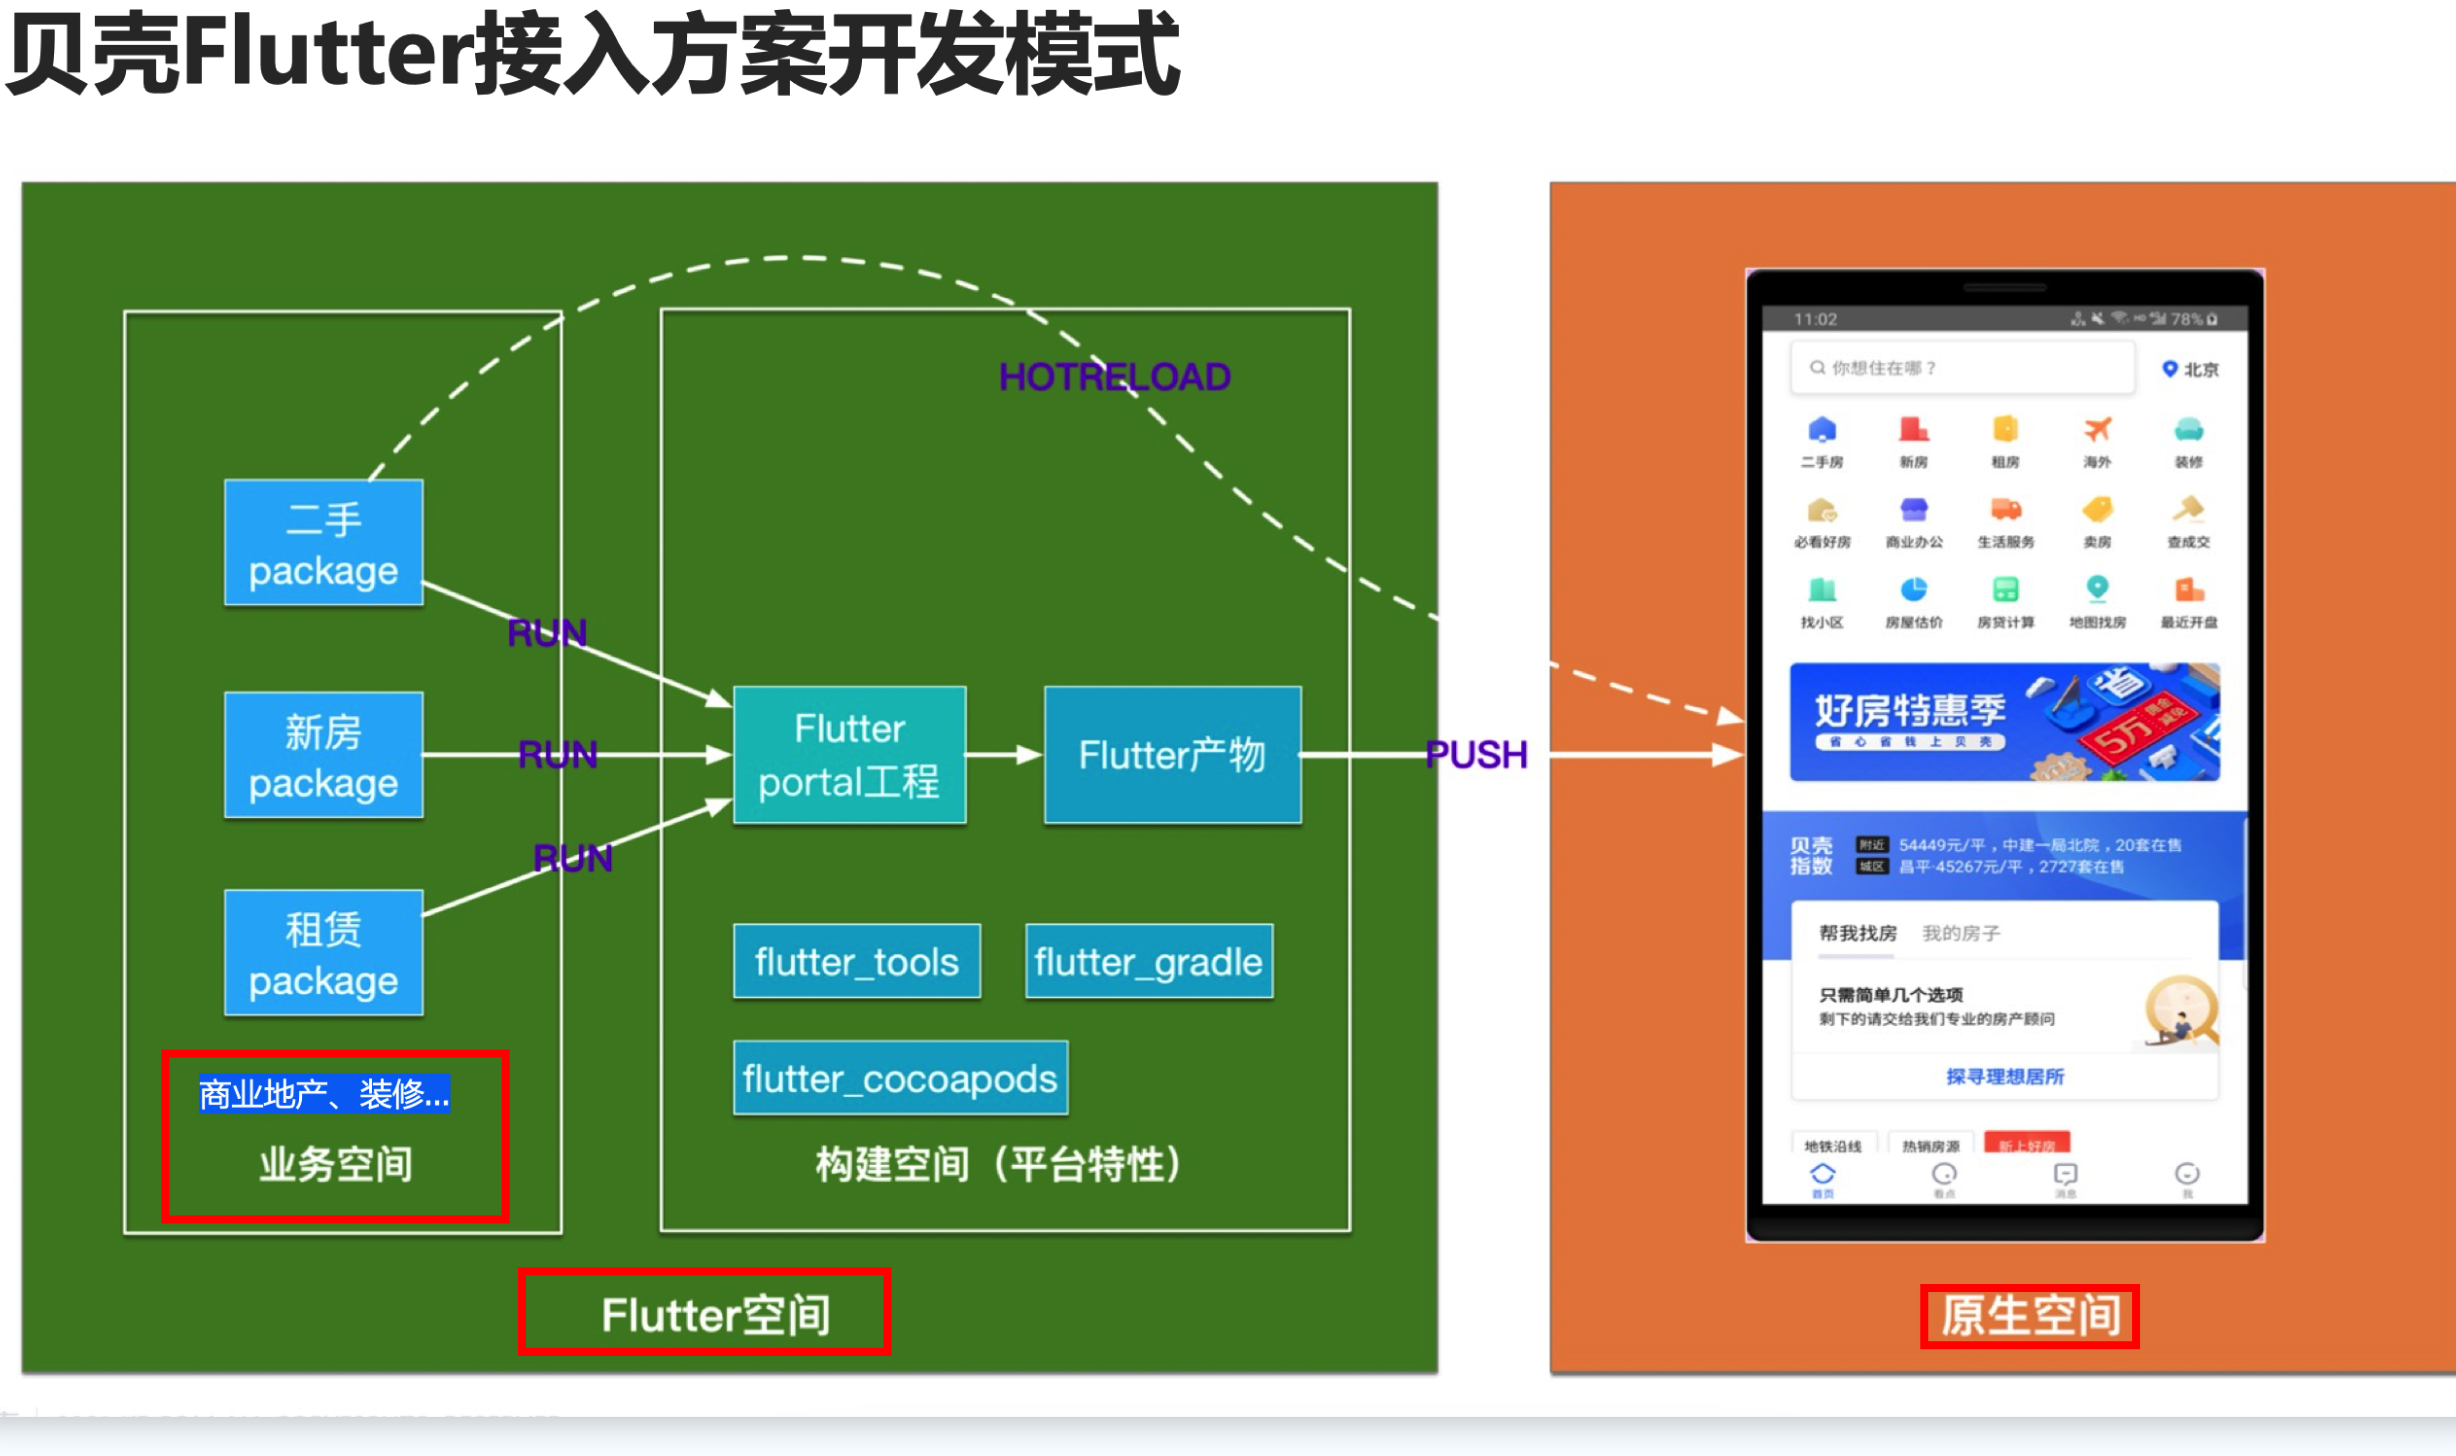 贝壳Flutter接入方案开发模式
HOTRELOAD
二手
package
RUN
新房
package
RUN
租赁
package
RUN
Flutter
portal工程
Flutter产物
PUSH
flutter_tools
flutter_gradle
flutter_cocoapods
商业地产、装修...
业务空间
构建空间（平台特性）
Flutter空间
11:02
78%
你想住在哪？
北京
二手房 新房 租房 海外 装修
必看好房 商业办公 生活服务 卖房 查成交
找小区 房屋估价 房贷计算 地图找房 最近开盘
好房特惠季
省心省钱上贝壳
省
5万
贝壳
指数
附近 54449元/平，中建一局北院，20套在售
城区 昌平·45267元/平，2727套在售
帮我找房 我的房子
只需简单几个选项
剩下的请交给我们专业的房产顾问
探寻理想居所
地铁沿线 热销房源 新上好房
首页 看点 消息 我
原生空间